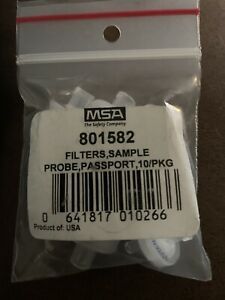 MSA
The Safety Company
801582
FILTERS,SAMPLE
PROBE,PASSPORT,10/PKG
0 641817 010266
Product of: USA